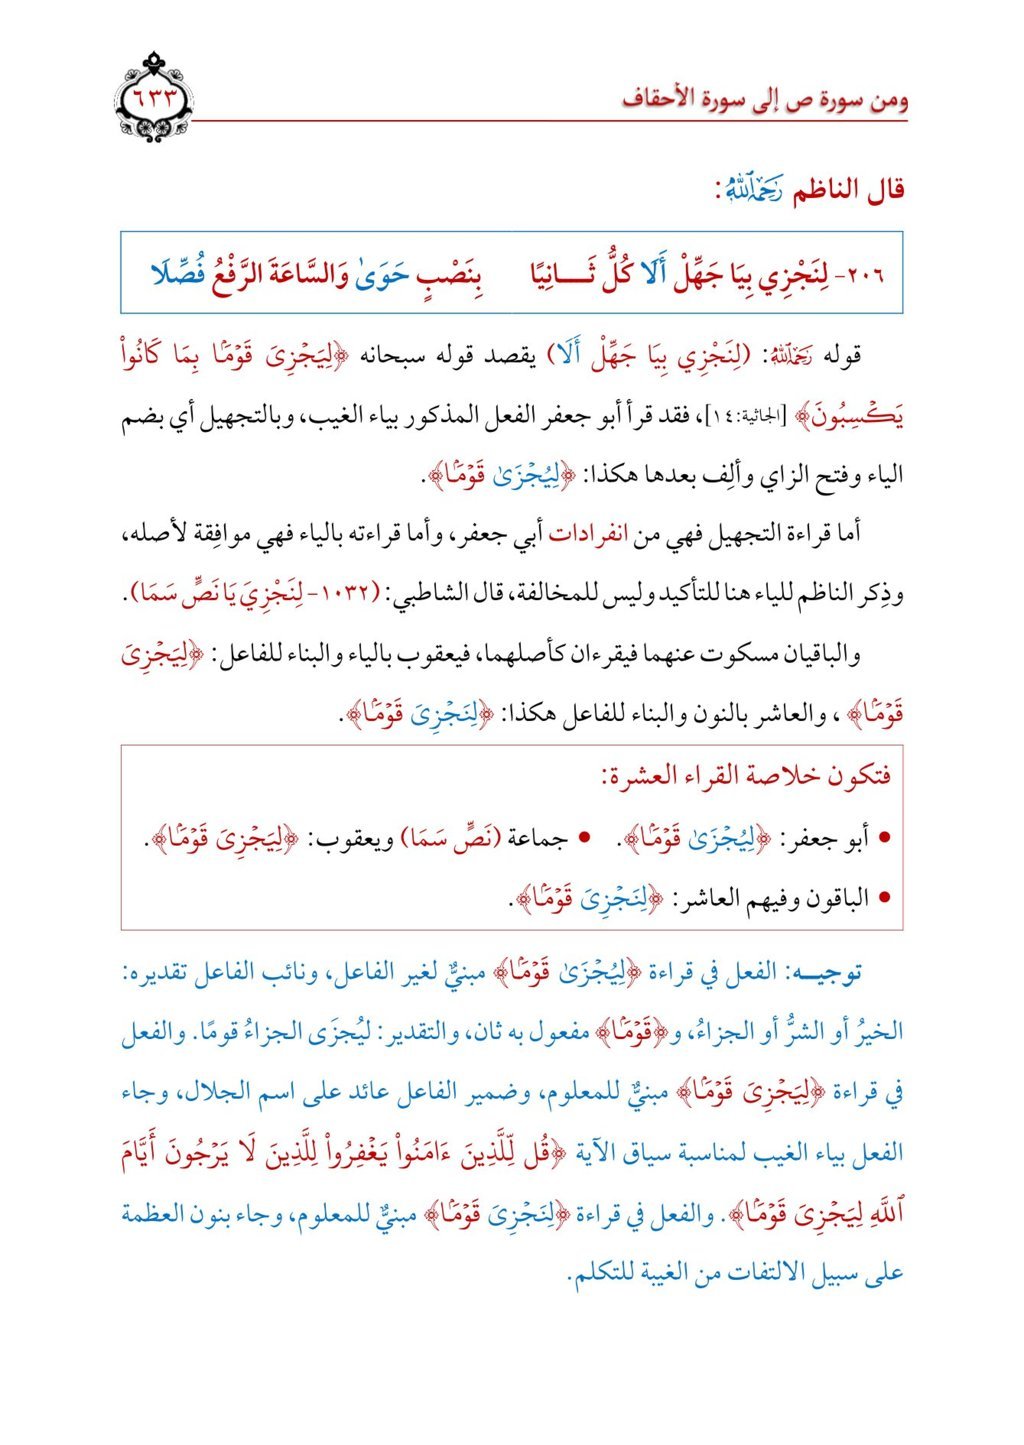 ومن سورة ص إلى سورة الأحقاف
٦٣٣
قال الناظم رَحِمَهُ ٱللَّهُ:
٢٠٦- لِنَجْزِي بِيَا جَهِّلْ أَلَا كُلُّ ثَـــانِيًا بِنَصْبٍ حَوَىٰ وَالسَّاعَةَ الرَّفْعُ فُصِّلَا
قوله رَحِمَهُ ٱللَّهُ: (لِنَجْزِي بِيَا جَهِّلْ أَلَا) يقصد قوله سبحانه ﴿لِيَجْزِىَ قَوْمًۢا بِمَا كَانُوا۟
يَكْسِبُونَ﴾ [الجاثية:١٤]، فقد قرأ أبو جعفر الفعل المذكور بياء الغيب، وبالتجهيل أي بضم
الياء وفتح الزاي وألِف بعدها هكذا: ﴿لِيُجْزَىٰ قَوْمًۢا﴾.
أما قراءة التجهيل فهي من انفرادات أبي جعفر، وأما قراءته بالياء فهي موافِقة لأصله،
وذِكر الناظم للياء هنا للتأكيد وليس للمخالفة، قال الشاطبي: (١٠٣٢- لِنَجْزِيَ يَا نَصٍّ سَمَا).
والباقيان مسكوت عنهما فيقرءان كأصلهما، فيعقوب بالياء والبناء للفاعل: ﴿لِيَجْزِىَ
قَوْمًۢا﴾ ، والعاشر بالنون والبناء للفاعل هكذا: ﴿لِنَجْزِىَ قَوْمًۢا﴾.
فتكون خلاصة القراء العشرة:
• أبو جعفر: ﴿لِيُجْزَىٰ قَوْمًۢا﴾. • جماعة (نَصٍّ سَمَا) ويعقوب: ﴿لِيَجْزِىَ قَوْمًۢا﴾.
• الباقون وفيهم العاشر: ﴿لِنَجْزِىَ قَوْمًۢا﴾.
توجيـــه: الفعل في قراءة ﴿لِيُجْزَىٰ قَوْمًۢا﴾ مبنيٌّ لغير الفاعل، ونائب الفاعل تقديره:
الخيرُ أو الشرُّ أو الجزاءُ، و﴿قَوْمًۢا﴾ مفعول به ثان، والتقدير: ليُجزَى الجزاءُ قومًا. والفعل
في قراءة ﴿لِيَجْزِىَ قَوْمًۢا﴾ مبنيٌّ للمعلوم، وضمير الفاعل عائد على اسم الجلال، وجاء
الفعل بياء الغيب لمناسبة سياق الآية ﴿قُل لِّلَّذِينَ ءَامَنُوا۟ يَغْفِرُوا۟ لِلَّذِينَ لَا يَرْجُونَ أَيَّامَ
ٱللَّهِ لِيَجْزِىَ قَوْمًۢا﴾. والفعل في قراءة ﴿لِنَجْزِىَ قَوْمًۢا﴾ مبنيٌّ للمعلوم، وجاء بنون العظمة
على سبيل الالتفات من الغيبة للتكلم.